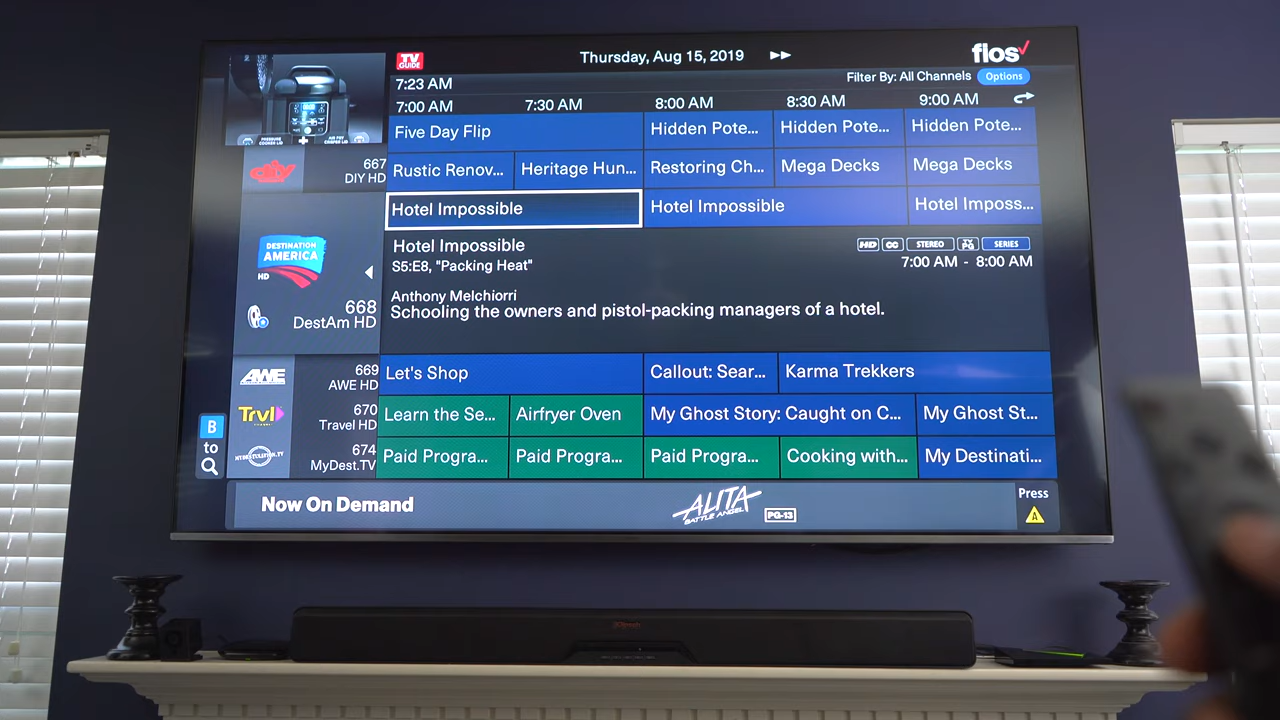 TV GUIDE
Thursday, Aug 15, 2019
fios
7:23 AM
Filter By: All Channels
Options
7:00 AM 7:30 AM 8:00 AM 8:30 AM 9:00 AM
Five Day Flip Hidden Pote... Hidden Pote... Hidden Pote...
diy 667 DIY HD
Rustic Renov... Heritage Hun... Restoring Ch... Mega Decks Mega Decks
Hotel Impossible Hotel Impossible Hotel Imposs...
DESTINATION AMERICA HD
668 DestAm HD
Hotel Impossible
HD CC STEREO SERIES
S5:E8, "Packing Heat"
7:00 AM - 8:00 AM
Anthony Melchiorri
Schooling the owners and pistol-packing managers of a hotel.
AWE 669 AWE HD
Let's Shop Callout: Sear... Karma Trekkers
Trvl 670 Travel HD
Learn the Se... Airfryer Oven My Ghost Story: Caught on C... My Ghost St...
MYDESTINATION.TV 674 MyDest.TV
Paid Progra... Paid Progra... Paid Progra... Cooking with... My Destinati...
B to
Now On Demand
ALITA BATTLE ANGEL PG-13
Press A
Klipsch